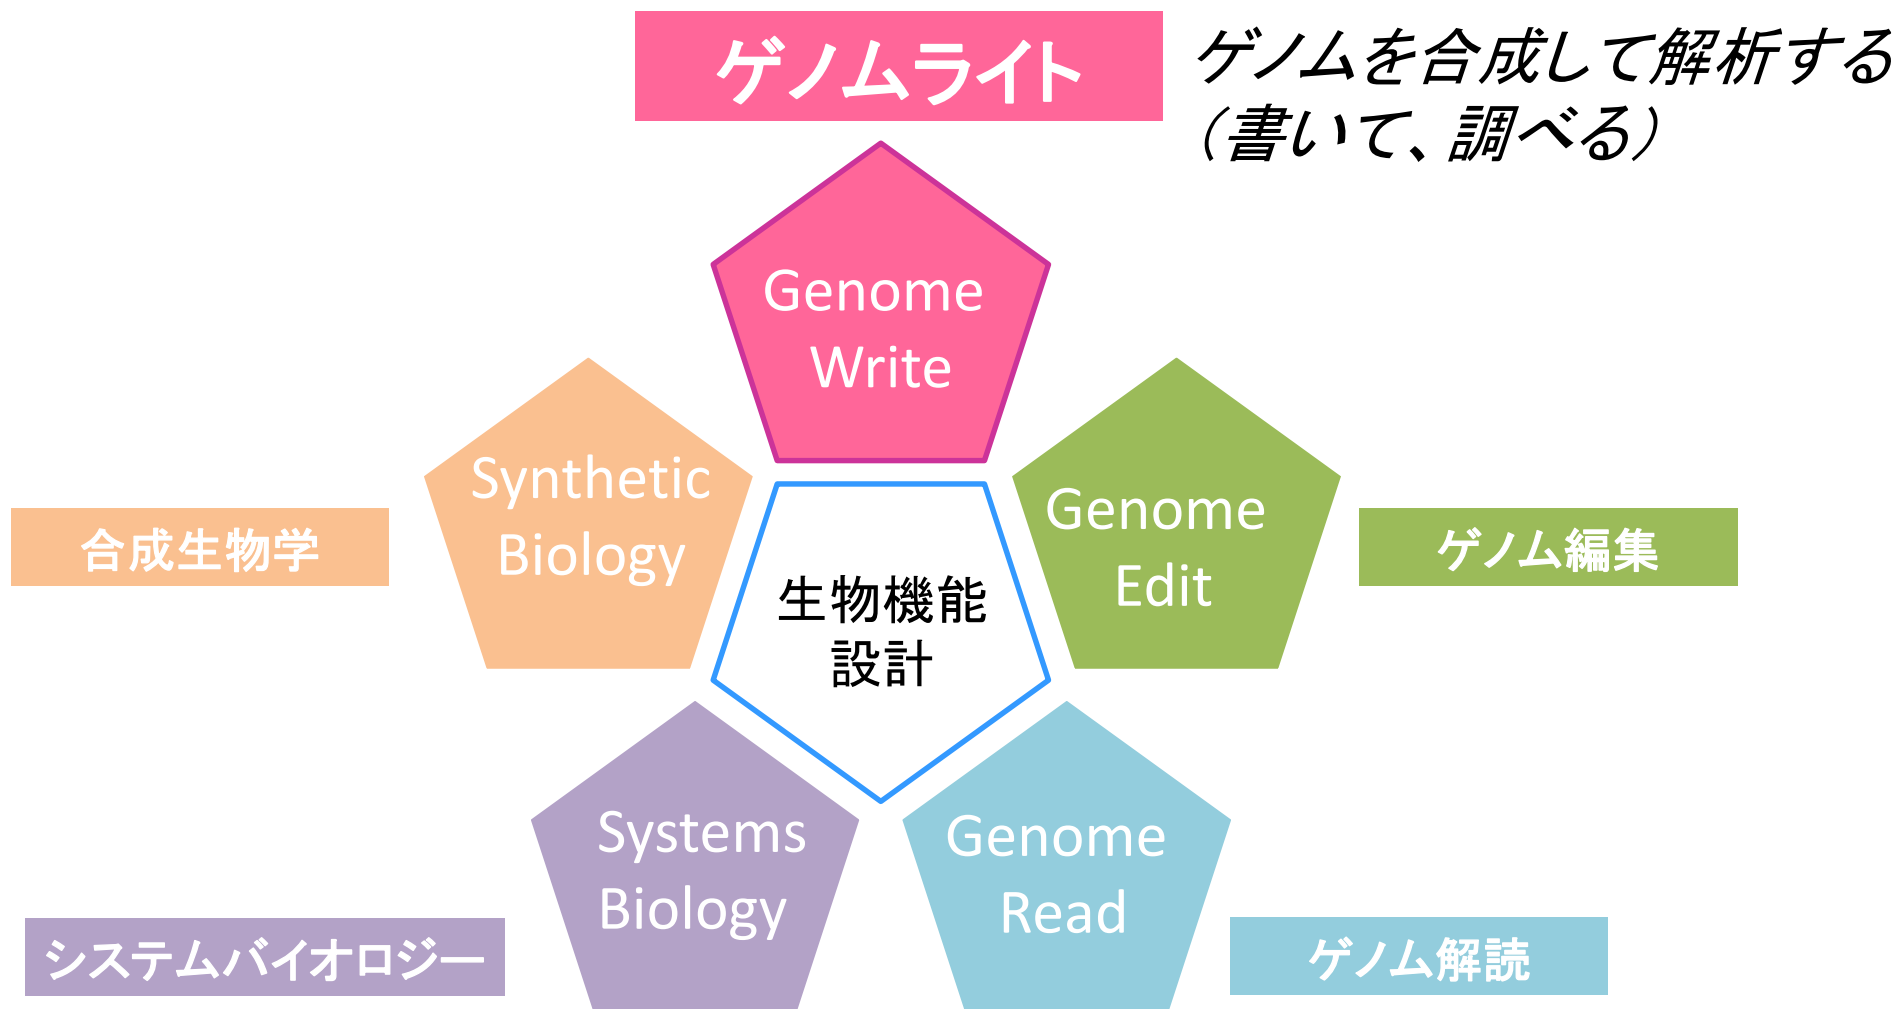 ゲノムライト
ゲノムを合成して解析する
（書いて、調べる）
Genome
Write
Synthetic
Biology
合成生物学
Genome
Edit
ゲノム編集
生物機能
設計
Systems
Biology
システムバイオロジー
Genome
Read
ゲノム解読